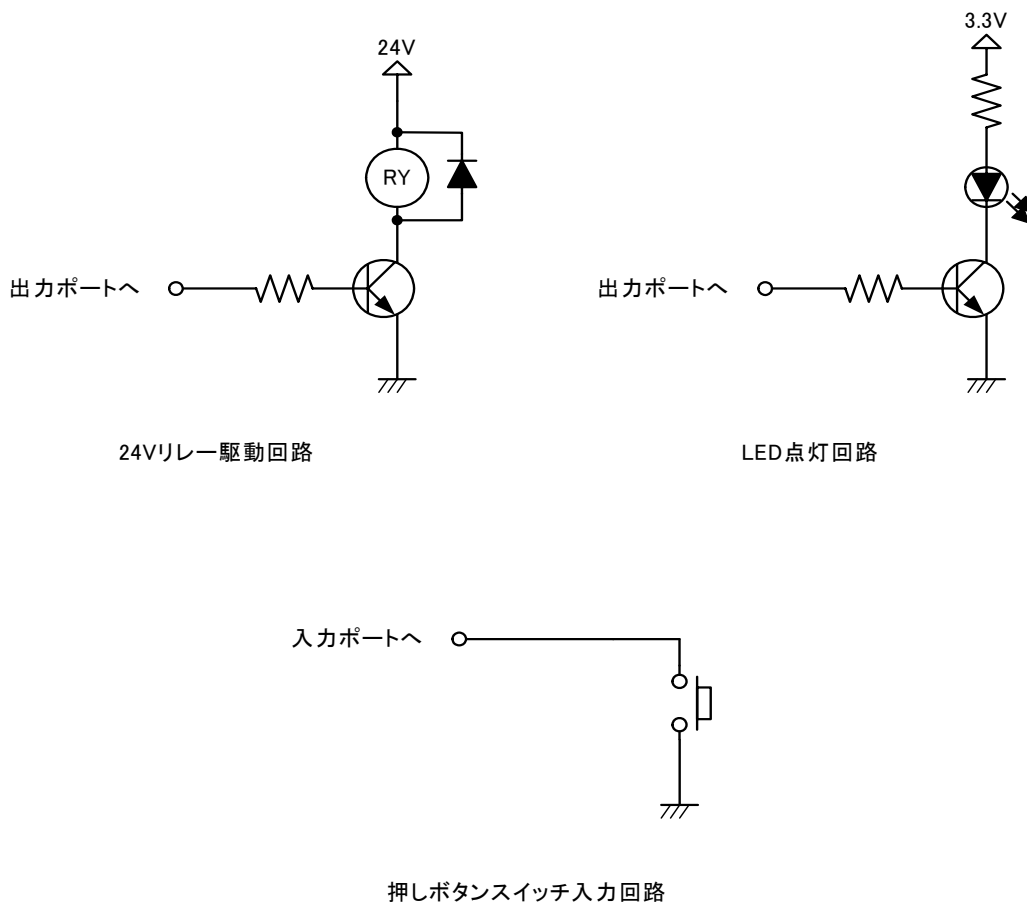 24V
3.3V
RY
出力ポートへ
出力ポートへ
24Vリレー駆動回路
LED点灯回路
入力ポートへ
押しボタンスイッチ入力回路